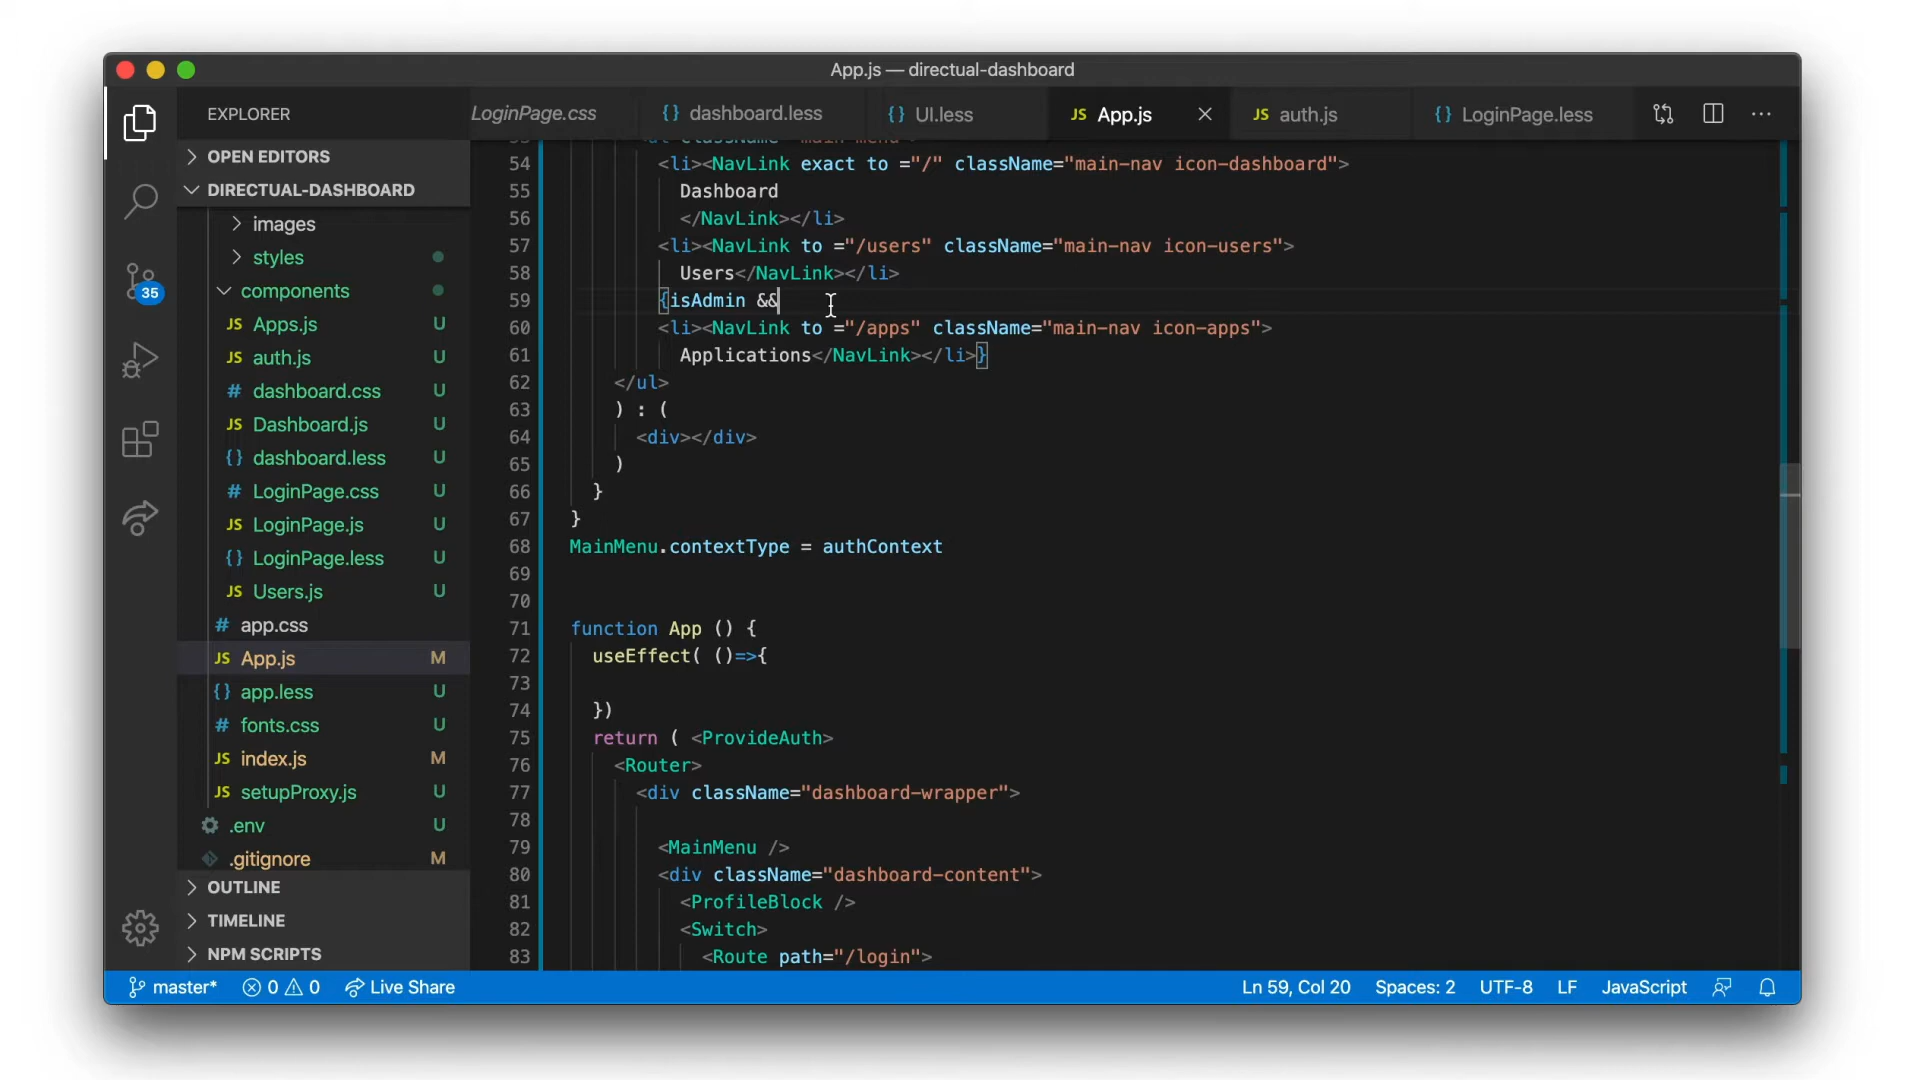 App.js — directual-dashboard
EXPLORER
LoginPage.css
{} dashboard.less
{} UI.less
JS App.js
JS auth.js
{} LoginPage.less
OPEN EDITORS
DIRECTUAL-DASHBOARD
images
styles
components
JS Apps.js U
JS auth.js U
# dashboard.css U
JS Dashboard.js U
{} dashboard.less U
# LoginPage.css U
JS LoginPage.js U
{} LoginPage.less U
JS Users.js U
# app.css
JS App.js M
{} app.less U
# fonts.css U
JS index.js M
JS setupProxy.js U
.env U
.gitignore M
OUTLINE
TIMELINE
NPM SCRIPTS
35
54 <li><NavLink exact to ="/" className="main-nav icon-dashboard">
55 Dashboard
56 </NavLink></li>
57 <li><NavLink to ="/users" className="main-nav icon-users">
58 Users</NavLink></li>
59 {isAdmin &&
60 <li><NavLink to ="/apps" className="main-nav icon-apps">
61 Applications</NavLink></li>}
62 </ul>
63 ) : (
64 <div></div>
65 )
66 }
67 }
68 MainMenu.contextType = authContext
69
70
71 function App () {
72 useEffect( ()=>{
73
74 })
75 return ( <ProvideAuth>
76 <Router>
77 <div className="dashboard-wrapper">
78
79 <MainMenu />
80 <div className="dashboard-content">
81 <ProfileBlock />
82 <Switch>
83 <Route path="/login">
master* 0 0 Live Share
Ln 59, Col 20 Spaces: 2 UTF-8 LF JavaScript